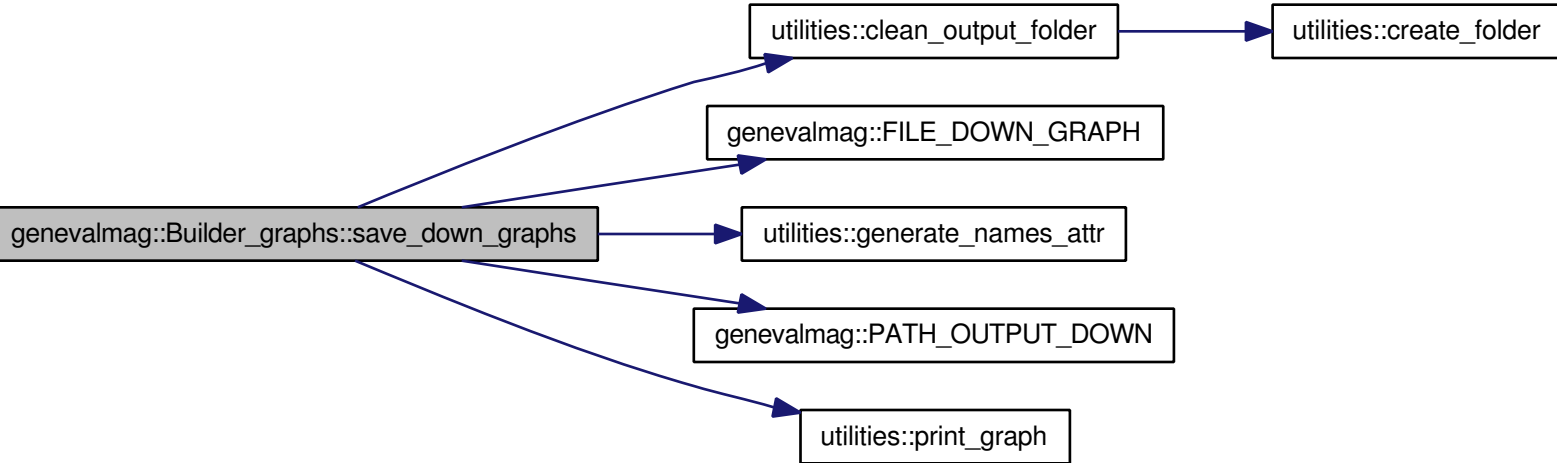 utilities::clean_output_folder
utilities::create_folder
genevalmag::FILE_DOWN_GRAPH
genevalmag::Builder_graphs::save_down_graphs
utilities::generate_names_attr
genevalmag::PATH_OUTPUT_DOWN
utilities::print_graph